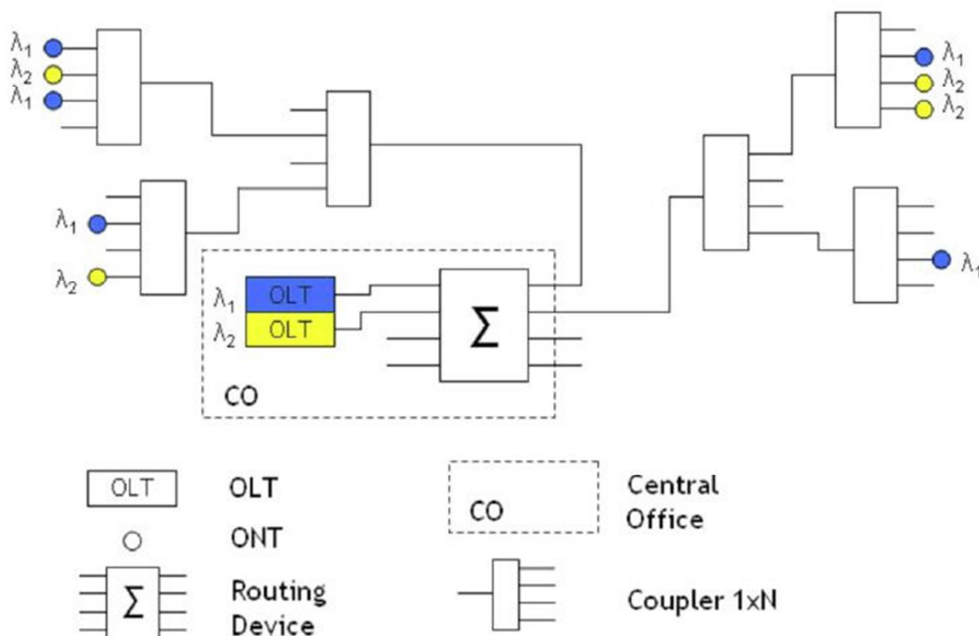 λ1
λ2
λ1
λ1
λ2
λ1
λ2
λ2
λ1
λ1
OLT
λ2
OLT
Σ
CO
OLT
OLT
ONT
Σ
Routing
Device
CO
Central
Office
Coupler 1xN